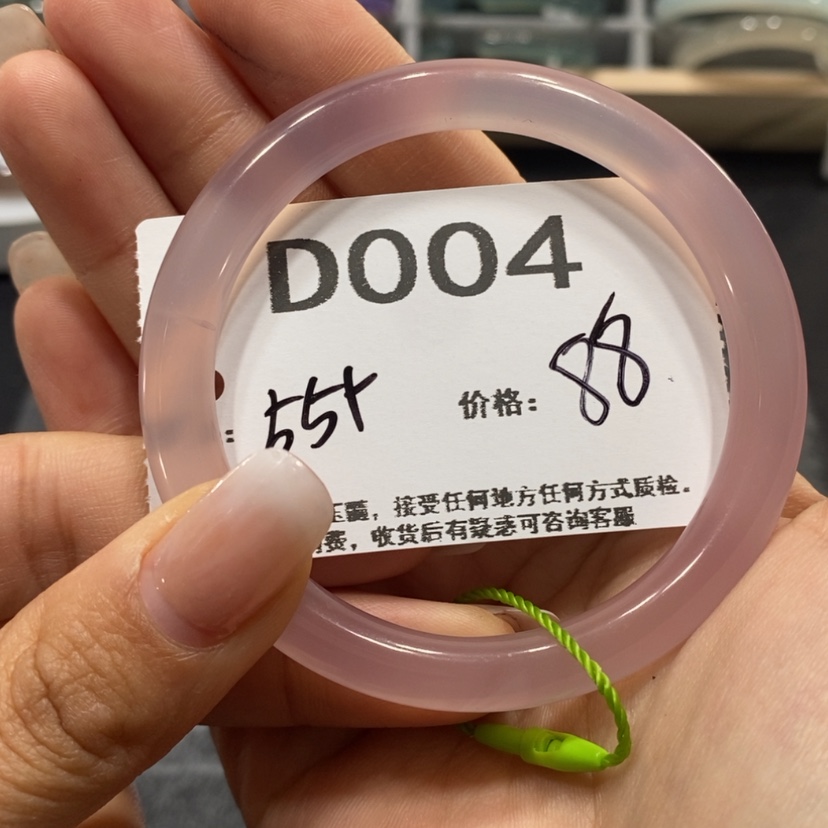 D004
: 55+ 价格: 88
玉髓，接受任何地方任何方式质检。
费，收货后有疑惑可咨询客服